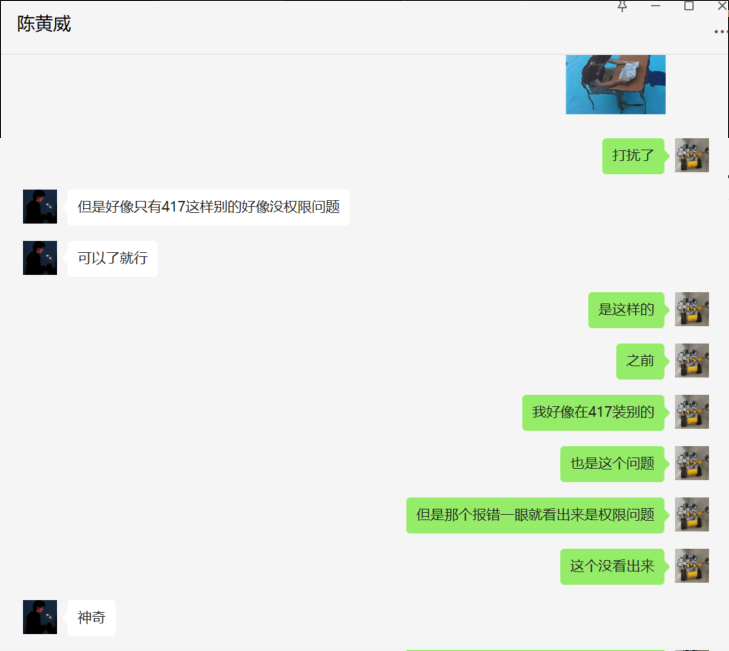 陈黄威
打扰了
但是好像只有417这样别的好像没权限问题
可以了就行
是这样的
之前
我好像在417装别的
也是这个问题
但是那个报错一眼就看出来是权限问题
这个没看出来
神奇